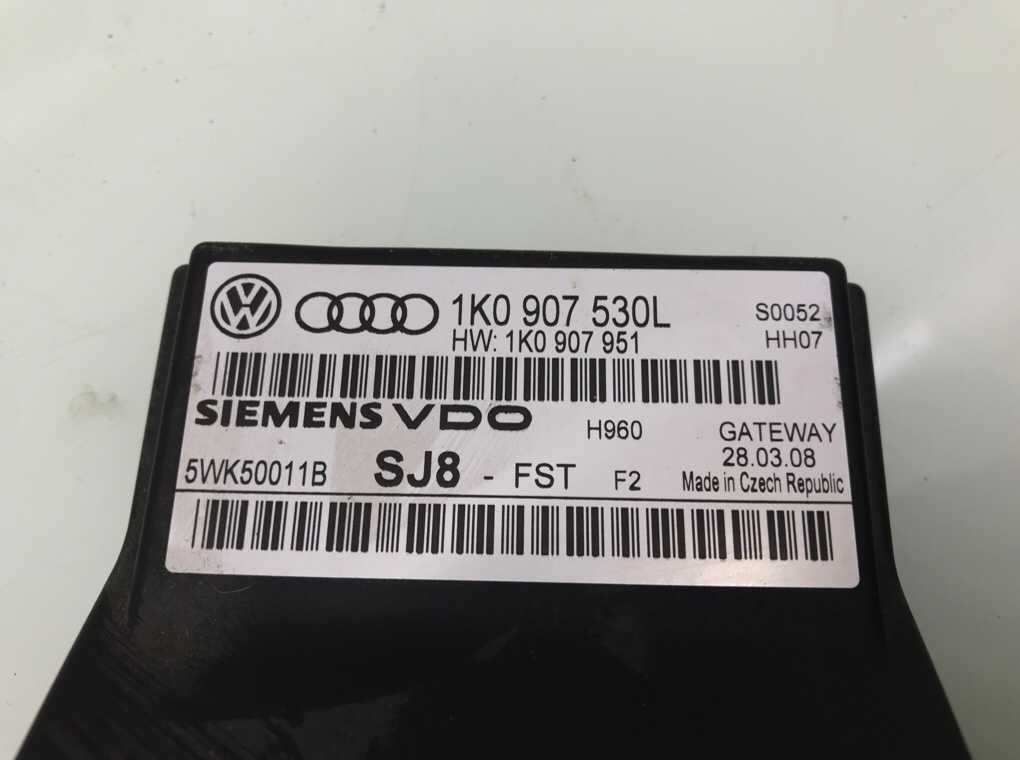 1K0 907 530L S0052
HW: 1K0 907 951 HH07
SIEMENS VDO H960 GATEWAY
28.03.08
5WK50011B SJ8 - FST F2 Made in Czech Republic